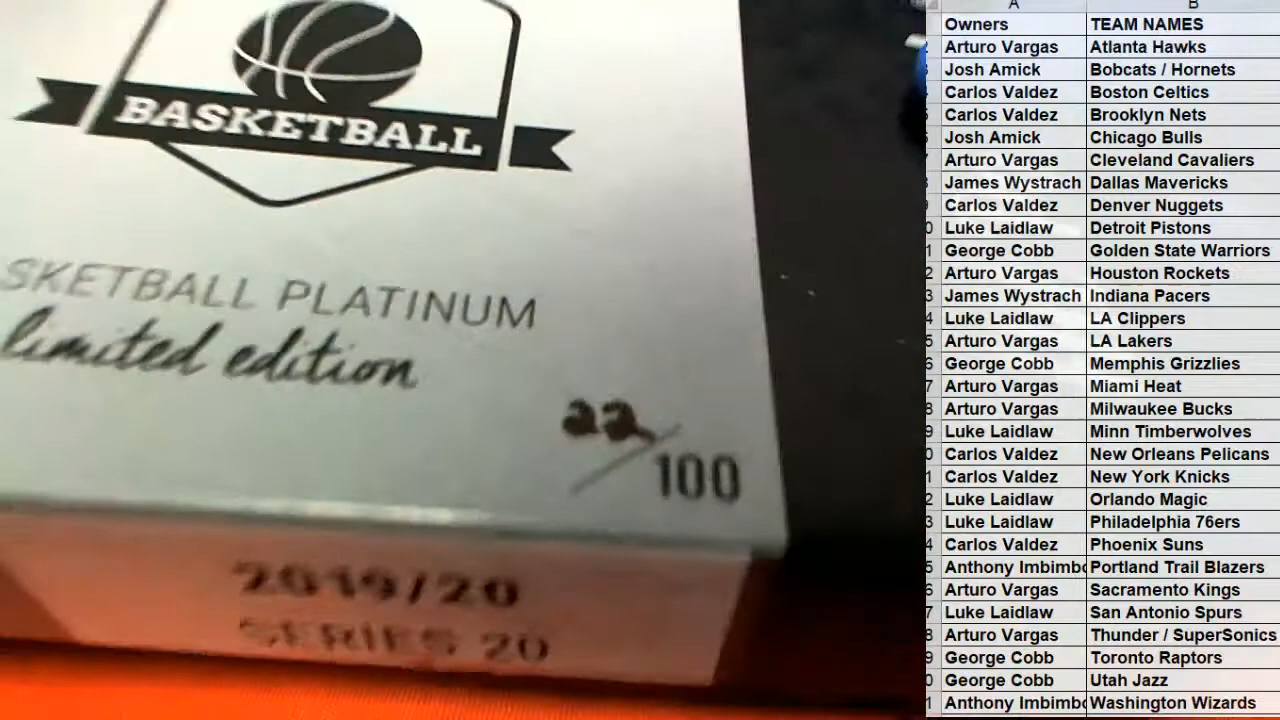 BASKETBALL
SKETBALL PLATINUM
limited edition
22/100
2019/20
SERIES 20
A B
Owners TEAM NAMES
Arturo Vargas Atlanta Hawks
Josh Amick Bobcats / Hornets
Carlos Valdez Boston Celtics
Carlos Valdez Brooklyn Nets
Josh Amick Chicago Bulls
Arturo Vargas Cleveland Cavaliers
James Wystrach Dallas Mavericks
Carlos Valdez Denver Nuggets
Luke Laidlaw Detroit Pistons
George Cobb Golden State Warriors
Arturo Vargas Houston Rockets
James Wystrach Indiana Pacers
Luke Laidlaw LA Clippers
Arturo Vargas LA Lakers
George Cobb Memphis Grizzlies
Arturo Vargas Miami Heat
Arturo Vargas Milwaukee Bucks
Luke Laidlaw Minn Timberwolves
Carlos Valdez New Orleans Pelicans
Carlos Valdez New York Knicks
Luke Laidlaw Orlando Magic
Luke Laidlaw Philadelphia 76ers
Carlos Valdez Phoenix Suns
Anthony Imbimbo Portland Trail Blazers
Arturo Vargas Sacramento Kings
Luke Laidlaw San Antonio Spurs
Arturo Vargas Thunder / SuperSonics
George Cobb Toronto Raptors
George Cobb Utah Jazz
Anthony Imbimbo Washington Wizards